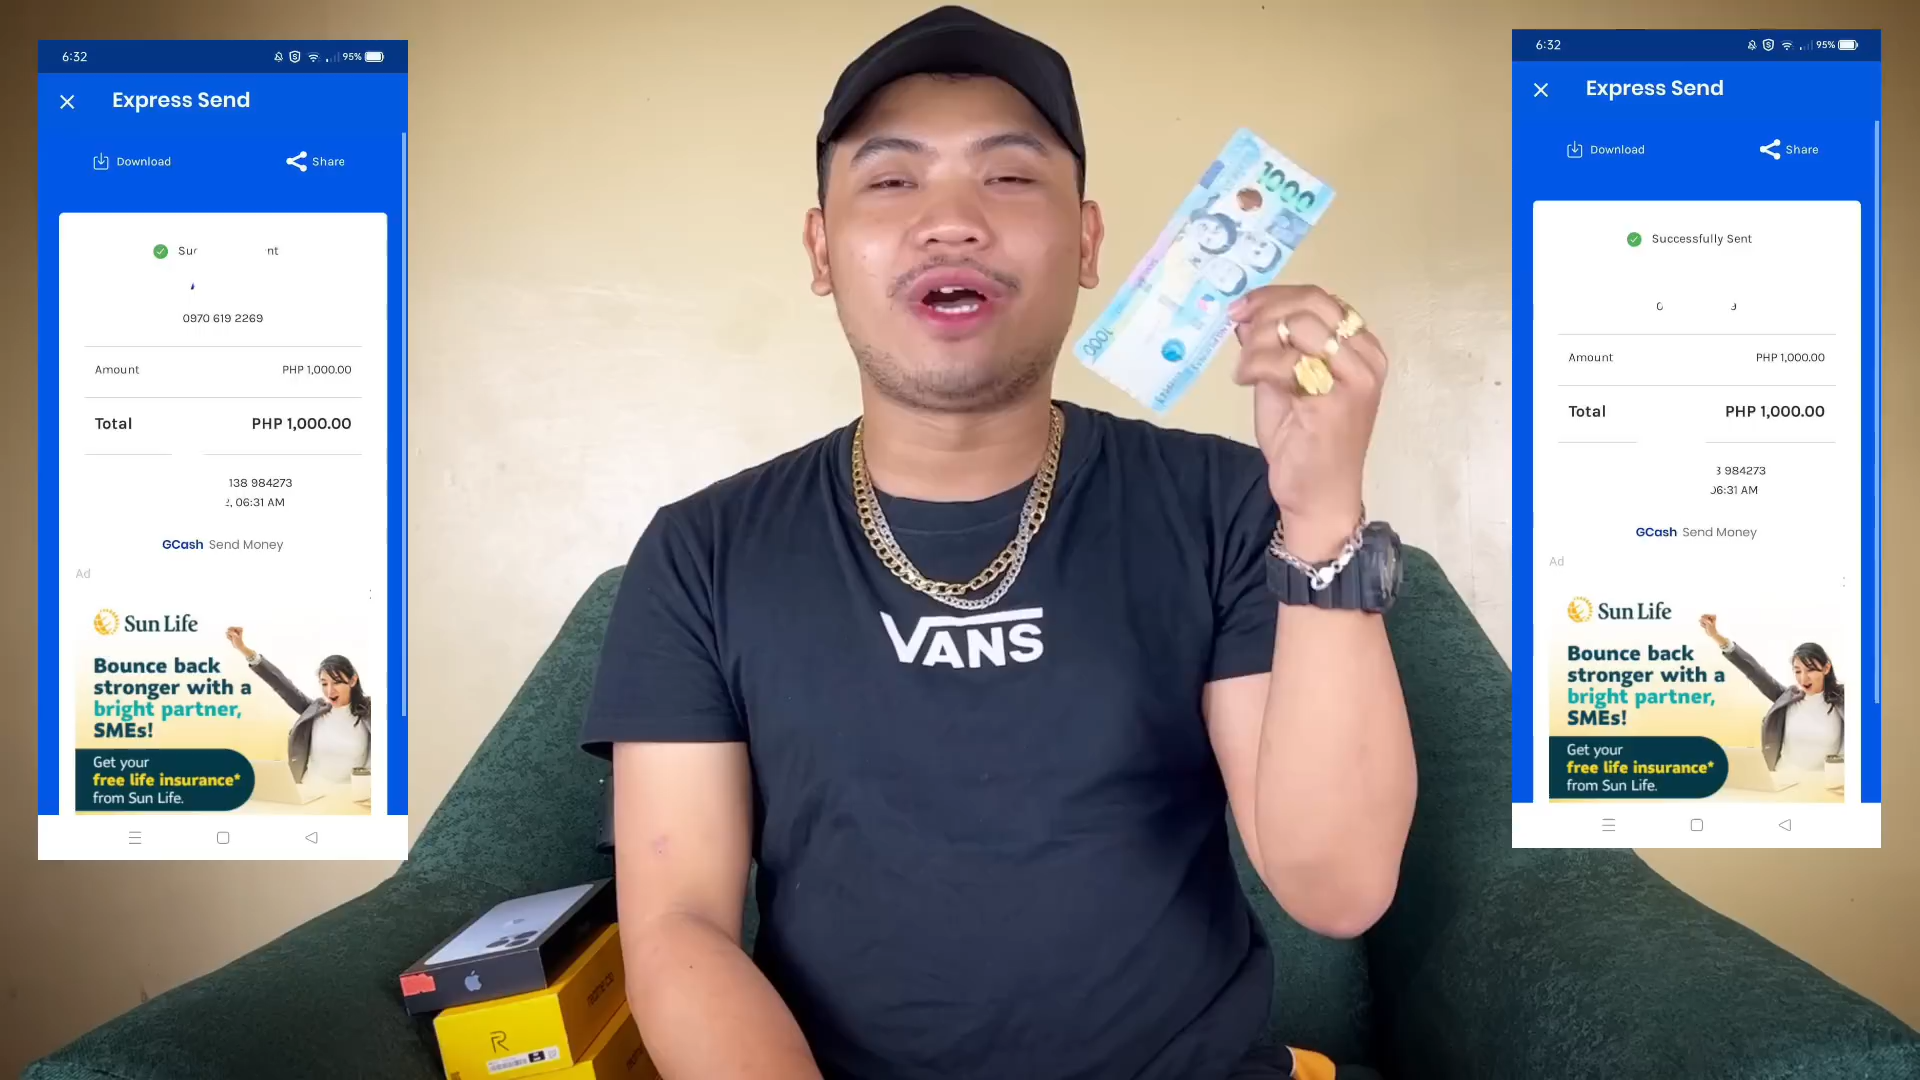 6:32
95%
Express Send
Download
Share
Su
nt
0970 619 2269
Amount
PHP 1,000.00
Total
PHP 1,000.00
138 984273
, 06:31 AM
GCash Send Money
Ad
Sun Life
Bounce back
stronger with a
bright partner,
SMEs!
Get your
free life insurance*
from Sun Life.
1000
1000
VANS
R
realme
6:32
95%
Express Send
Download
Share
Successfully Sent
Amount
PHP 1,000.00
Total
PHP 1,000.00
984273
06:31 AM
GCash Send Money
Ad
Sun Life
Bounce back
stronger with a
bright partner,
SMEs!
Get your
free life insurance*
from Sun Life.